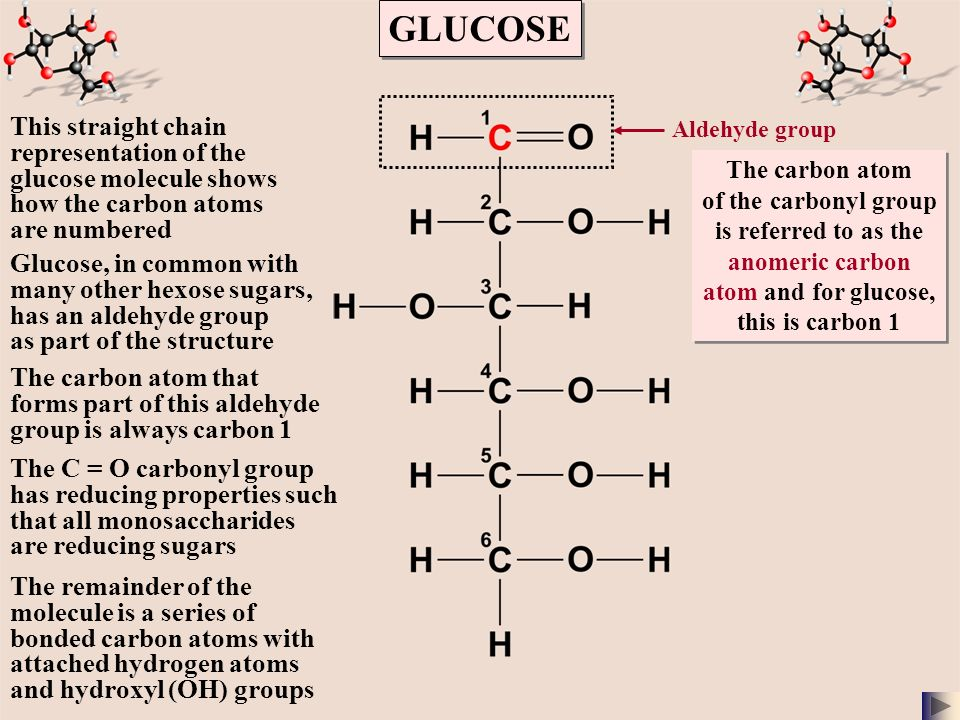 GLUCOSE
This straight chain
representation of the
glucose molecule shows
how the carbon atoms
are numbered
Glucose, in common with
many other hexose sugars,
has an aldehyde group
as part of the structure
The carbon atom that
forms part of this aldehyde
group is always carbon 1
The C = O carbonyl group
has reducing properties such
that all monosaccharides
are reducing sugars
The remainder of the
molecule is a series of
bonded carbon atoms with
attached hydrogen atoms
and hydroxyl (OH) groups
1
H C O
2
H C O H
3
H O C H
4
H C O H
5
H C O H
6
H C O H
H
Aldehyde group
The carbon atom
of the carbonyl group
is referred to as the
anomeric carbon
atom and for glucose,
this is carbon 1